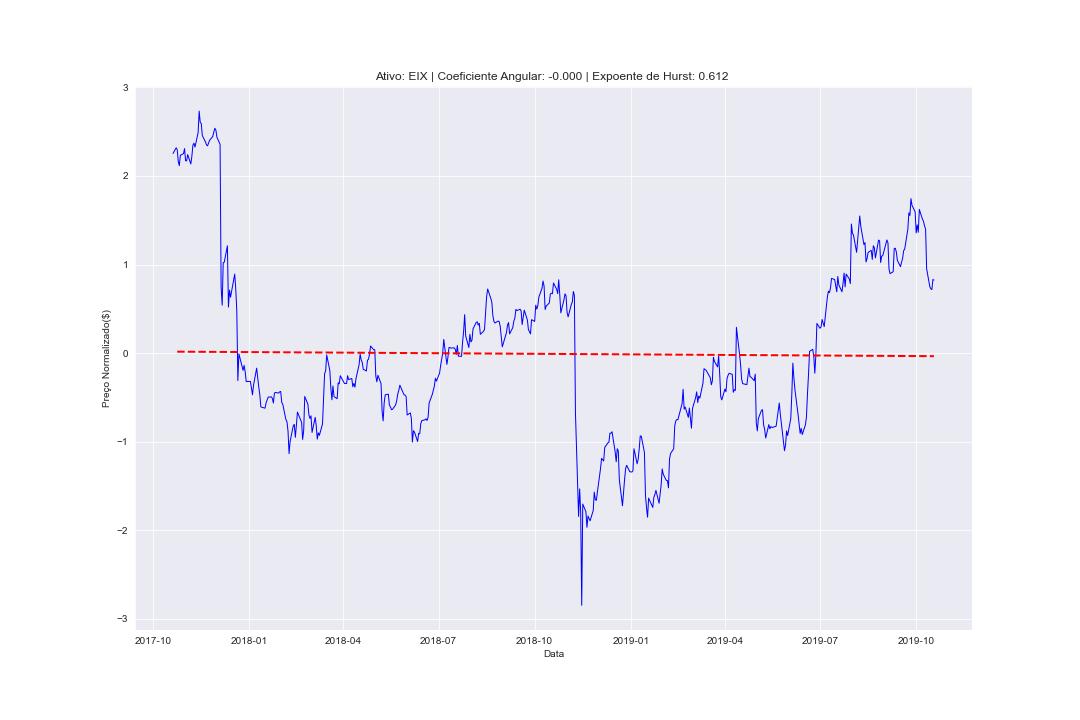 Ativo: EIX | Coeficiente Angular: -0.000 | Expoente de Hurst: 0.612
3
2
1
0
−1
−2
−3
Preço Normalizado($)
2017-10 2018-01 2018-04 2018-07 2018-10 2019-01 2019-04 2019-07 2019-10
Data